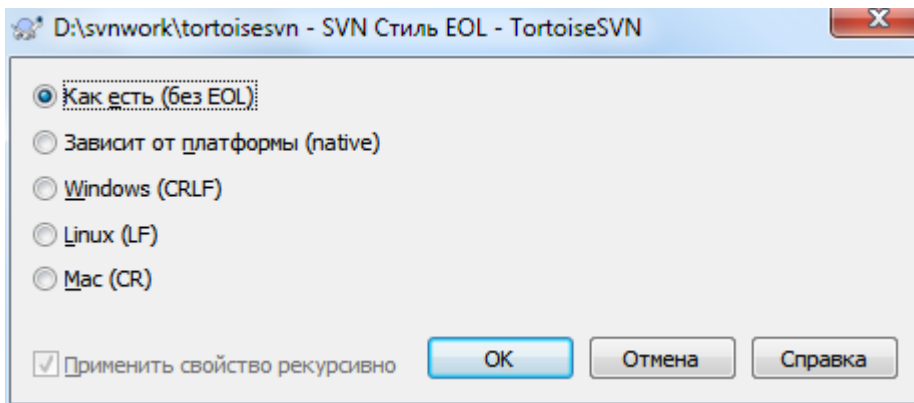 D:\svnwork\tortoisesvn - SVN Стиль EOL - TortoiseSVN
Как есть (без EOL)
Зависит от платформы (native)
Windows (CRLF)
Linux (LF)
Mac (CR)
Применить свойство рекурсивно
OK Отмена Справка